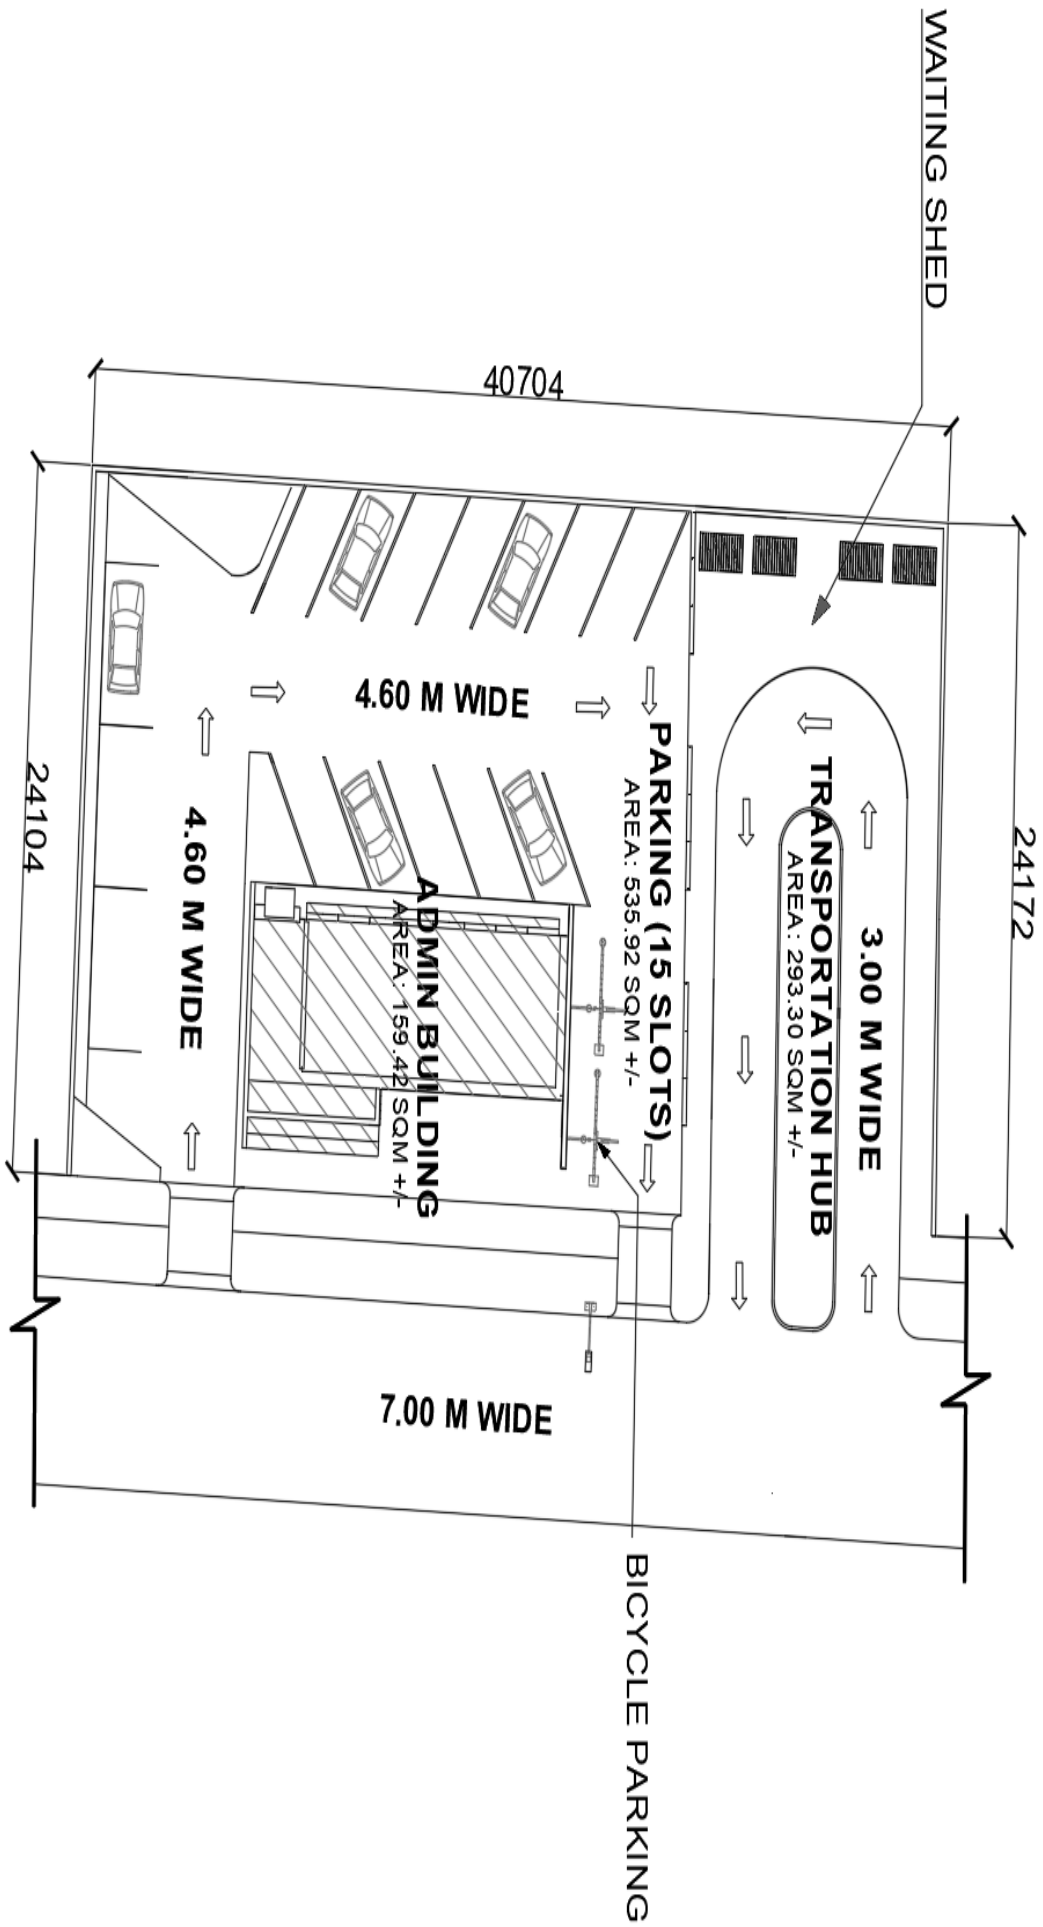 WAITING SHED
40704
24172
24104
4.60 M WIDE
4.60 M WIDE
PARKING (15 SLOTS)
AREA: 535.92 SQM +/-
TRANSPORTATION HUB
AREA: 293.30 SQM +/-
3.00 M WIDE
ADMIN BUILDING
AREA: 159.42 SQM +/-
7.00 M WIDE
BICYCLE PARKING